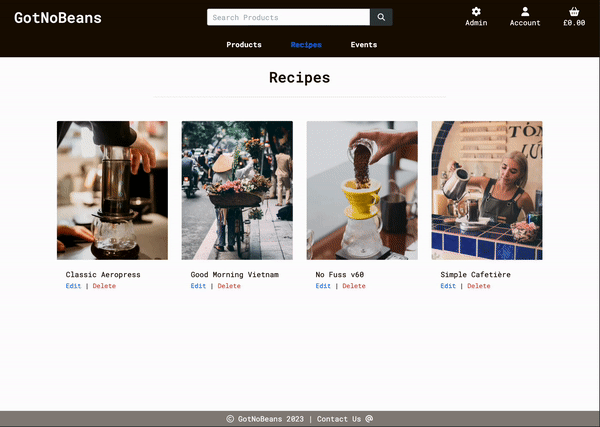 GotNoBeans
Search Products
Admin
Account
£0.00
Products
Recipes
Events
Recipes
Classic Aeropress
Edit | Delete
Good Morning Vietnam
Edit | Delete
No Fuss v60
Edit | Delete
Simple Cafetière
Edit | Delete
© GotNoBeans 2023 | Contact Us @